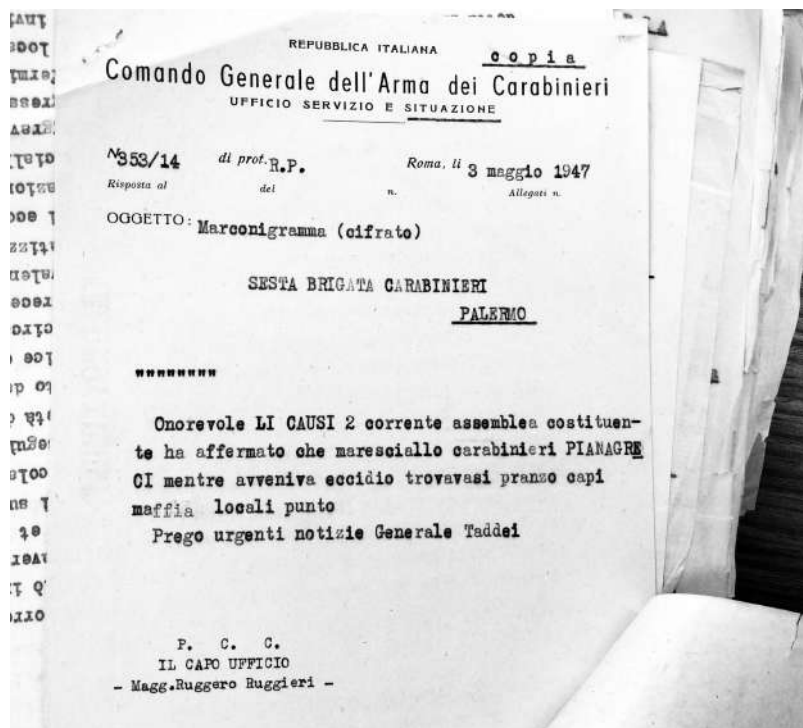 REPUBBLICA ITALIANA
copia
Comando Generale dell'Arma dei Carabinieri
UFFICIO SERVIZIO E SITUAZIONE
N353/14 di prot. R.P. Roma, li 3 maggio 1947
Risposta al del n. Allegati n.
OGGETTO: Marconigramma (cifrato)
SESTA BRIGATA CARABINIERI
PALERMO
"""""""""
Onorevole LI CAUSI 2 corrente assemblea costituen-
te ha affermato che maresciallo carabinieri PIANAGRE
CI mentre avveniva eccidio trovavasi pranzo capi
maffia locali punto
Prego urgenti notizie Generale Taddei
P. C. C.
IL CAPO UFFICIO
- Magg.Ruggero Ruggieri -